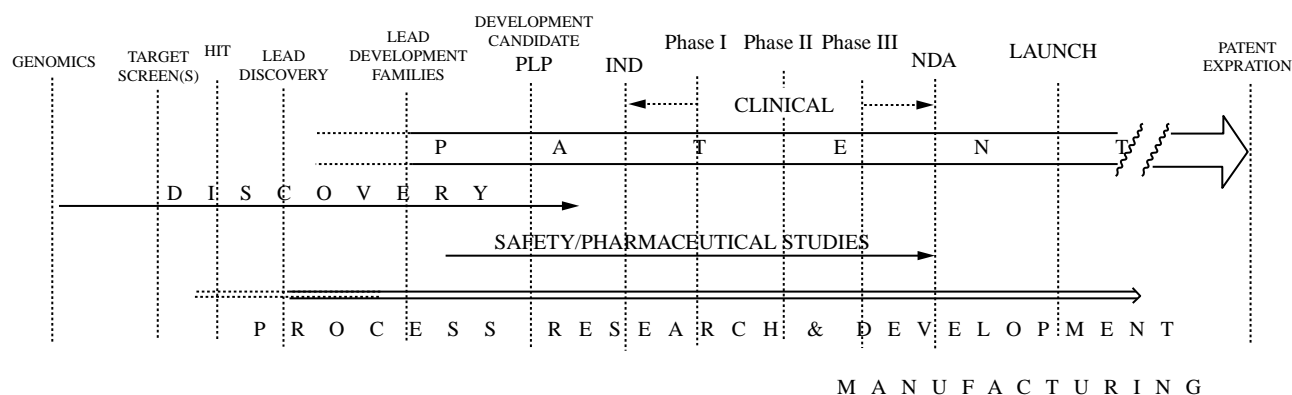 GENOMICS
TARGET
SCREEN(S)
HIT
LEAD
DISCOVERY
LEAD
DEVELOPMENT
FAMILIES
DEVELOPMENT
CANDIDATE
PLP
IND
Phase I
Phase II
Phase III
NDA
LAUNCH
PATENT
EXPRATION
CLINICAL
P A T E N T
D I S C O V E R Y
SAFETY/PHARMACEUTICAL STUDIES
P R O C E S S R E S E A R C H & D E V E L O P M E N T
M A N U F A C T U R I N G